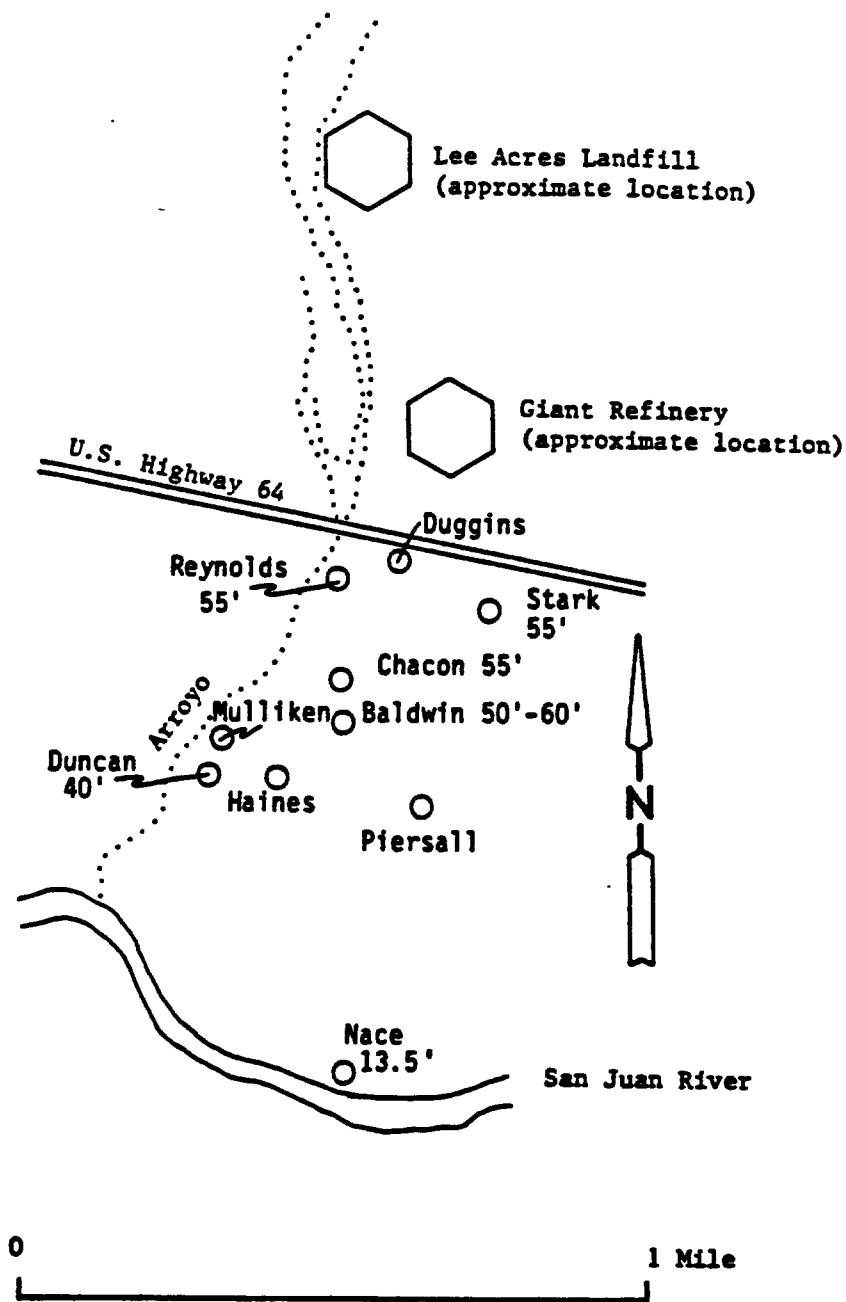 Lee Acres Landfill
(approximate location)
Giant Refinery
(approximate location)
U.S. Highway 64
Duggins
Reynolds
55'
Stark
55'
Chacon 55'
Arroyo
Mulliken
Baldwin 50'-60'
Duncan
40'
Haines
Piersall
N
Nace
13.5'
San Juan River
0
1 Mile